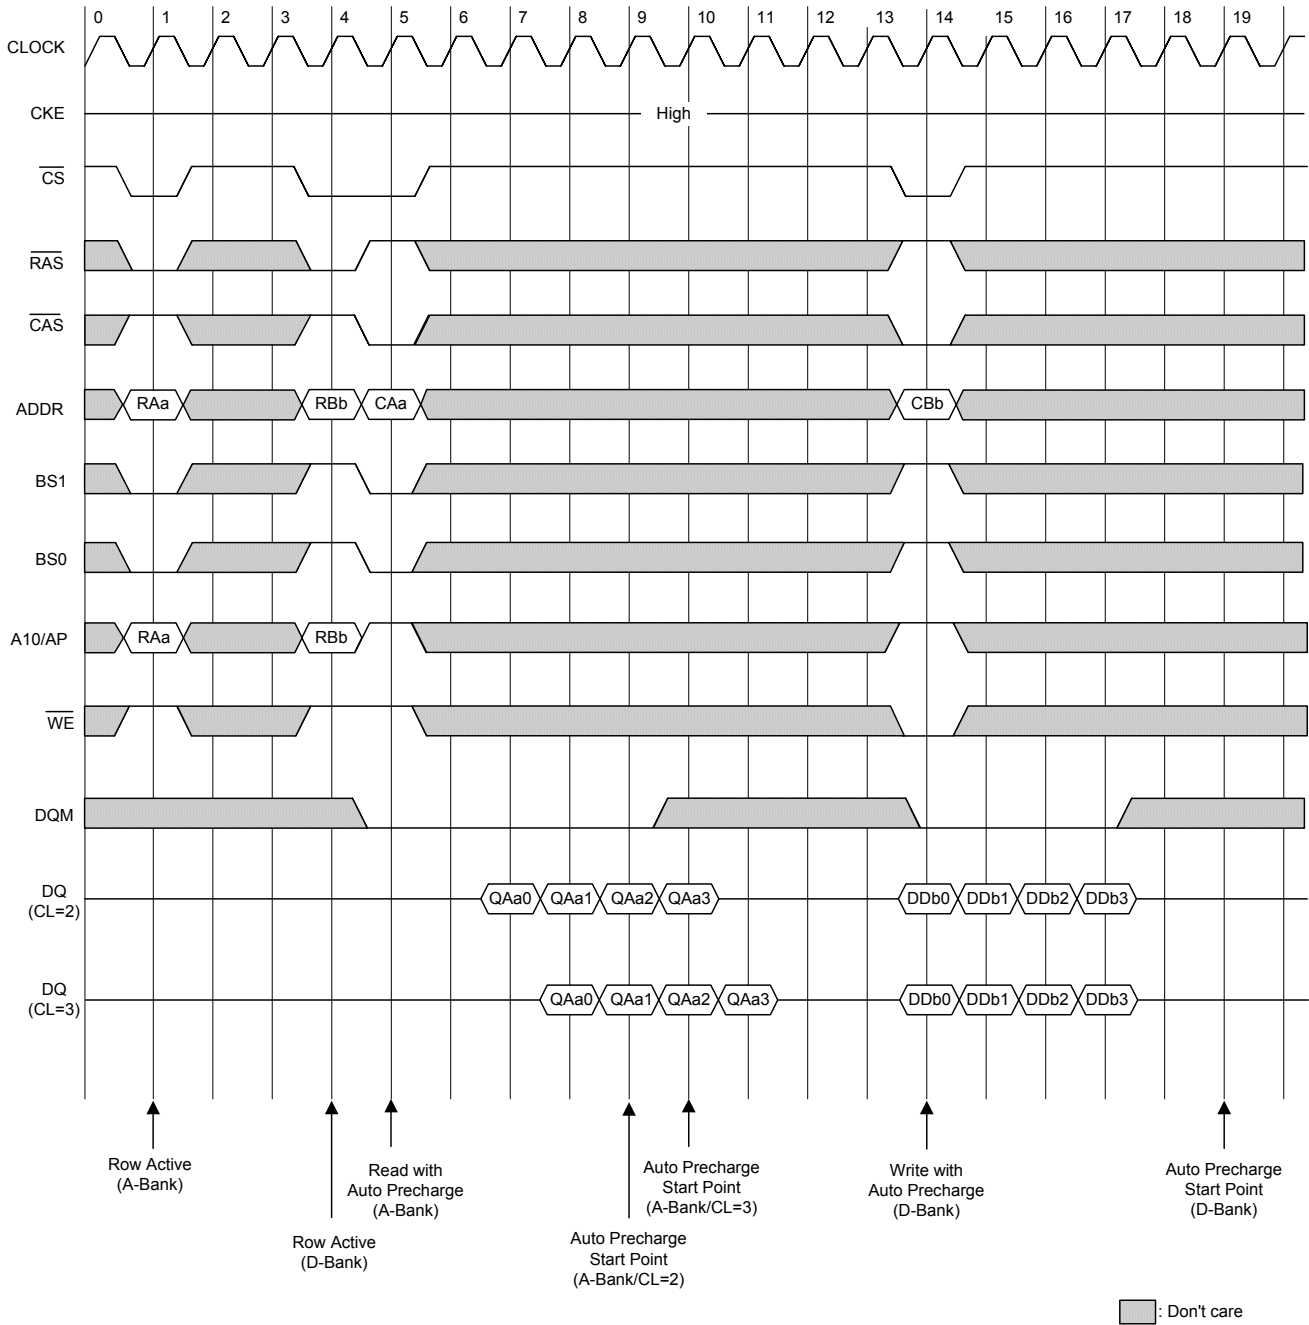 0 1 2 3 4 5 6 7 8 9 10 11 12 13 14 15 16 17 18 19
CLOCK
CKE High
CS
RAS
CAS
ADDR RAa RBb CAa CBb
BS1
BS0
A10/AP RAa RBb
WE
DQM
DQ
(CL=2)
QAa0 QAa1 QAa2 QAa3 DDb0 DDb1 DDb2 DDb3
DQ
(CL=3)
QAa0 QAa1 QAa2 QAa3 DDb0 DDb1 DDb2 DDb3
Row Active
(A-Bank)
Row Active
(D-Bank)
Read with
Auto Precharge
(A-Bank)
Auto Precharge
Start Point
(A-Bank/CL=2)
Auto Precharge
Start Point
(A-Bank/CL=3)
Write with
Auto Precharge
(D-Bank)
Auto Precharge
Start Point
(D-Bank)
: Don't care